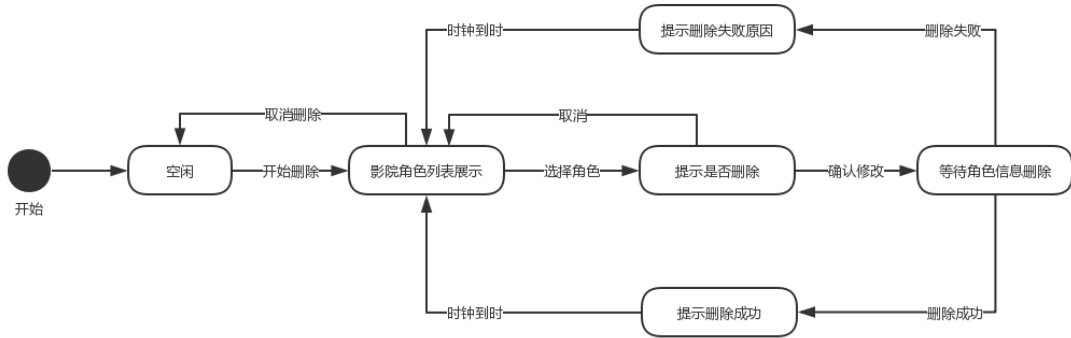 提示删除失败原因
时钟到时
删除失败
取消删除
取消
开始
空闲
开始删除
影院角色列表展示
选择角色
提示是否删除
确认修改
等待角色信息删除
时钟到时
提示删除成功
删除成功